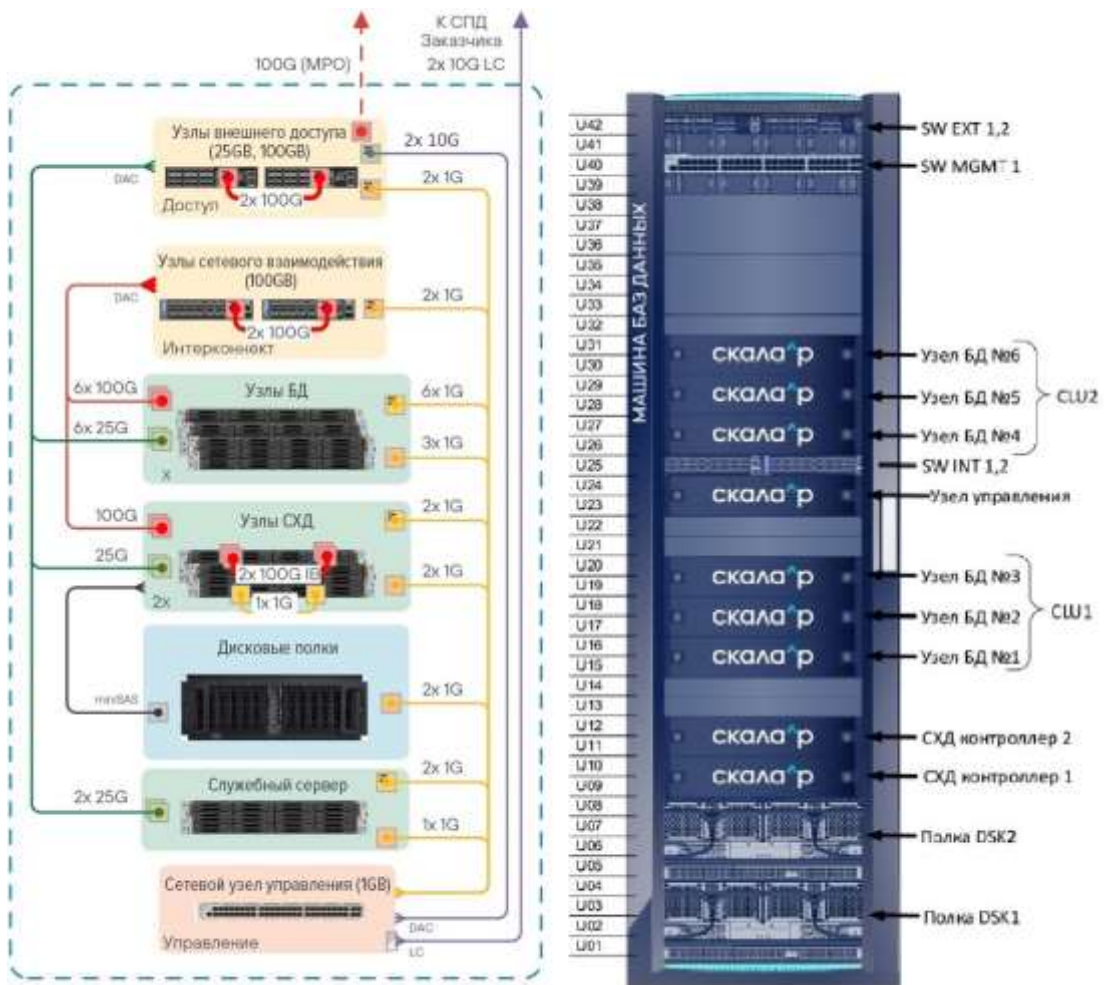 К СПД
Заказчика
2x 10G LC
100G (MPO)
Узлы внешнего доступа
(25GB, 100GB)
2x 10G
DAC
2x 100G
2x 1G
Доступ
Узлы сетевого взаимодействия
(100GB)
DAC
2x 100G
2x 1G
Интерконнект
6x 100G
Узлы БД
6x 1G
6x 25G
3x 1G
X
100G
Узлы СХД
2x 1G
25G
2x 100G IB
2x 1G
2X
1x 1G
Дисковые полки
miniSAS
2x 1G
Служебный сервер
2x 1G
2x 25G
1x 1G
Сетевой узел управления (1GB)
DAC
Управление
LC
МАШИНА БАЗ ДАННЫХ
U42
SW EXT 1,2
U41
U40
SW MGMT 1
U39
U38
U37
U36
U35
U34
U33
U32
U31
скала^р
Узел БД №6
U30
U29
скала^р
Узел БД №5
CLU2
U28
U27
скала^р
Узел БД №4
U26
U25
SW INT 1,2
U24
скала^р
Узел управления
U23
U22
U21
U20
скала^р
Узел БД №3
U19
U18
скала^р
Узел БД №2
CLU1
U17
U16
скала^р
Узел БД №1
U15
U14
U13
U12
скала^р
СХД контроллер 2
U11
U10
скала^р
СХД контроллер 1
U09
U08
U07
Полка DSK2
U06
U05
U04
U03
Полка DSK1
U02
U01